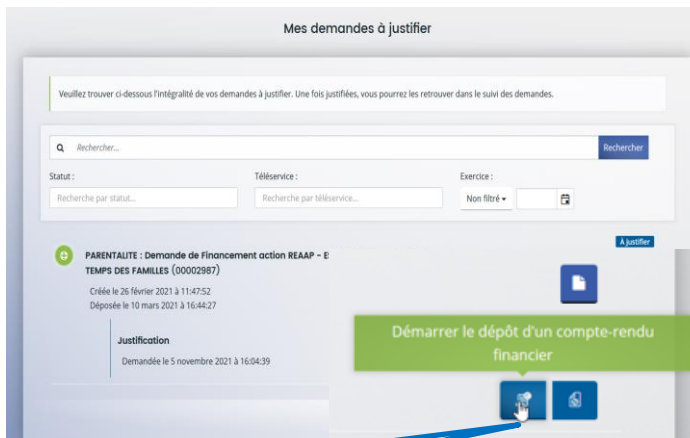 Mes demandes à justifier
Veuillez trouver ci-dessous l'intégralité de vos demandes à justifier. Une fois justifiées, vous pourrez les retrouver dans le suivi des demandes.
Rechercher...
Rechercher
Statut :
Téléservice :
Exercice :
Recherche par statut...
Recherche par téléservice...
Non filtré
À justifier
PARENTALITE : Demande de Financement action REAAP -
TEMPS DES FAMILLES (00002987)
Créée le 26 février 2021 à 11:47:52
Déposée le 10 mars 2021 à 16:44:27
Démarrer le dépôt d'un compte-rendu
financier
Justification
Demandée le 5 novembre 2021 à 16:04:39